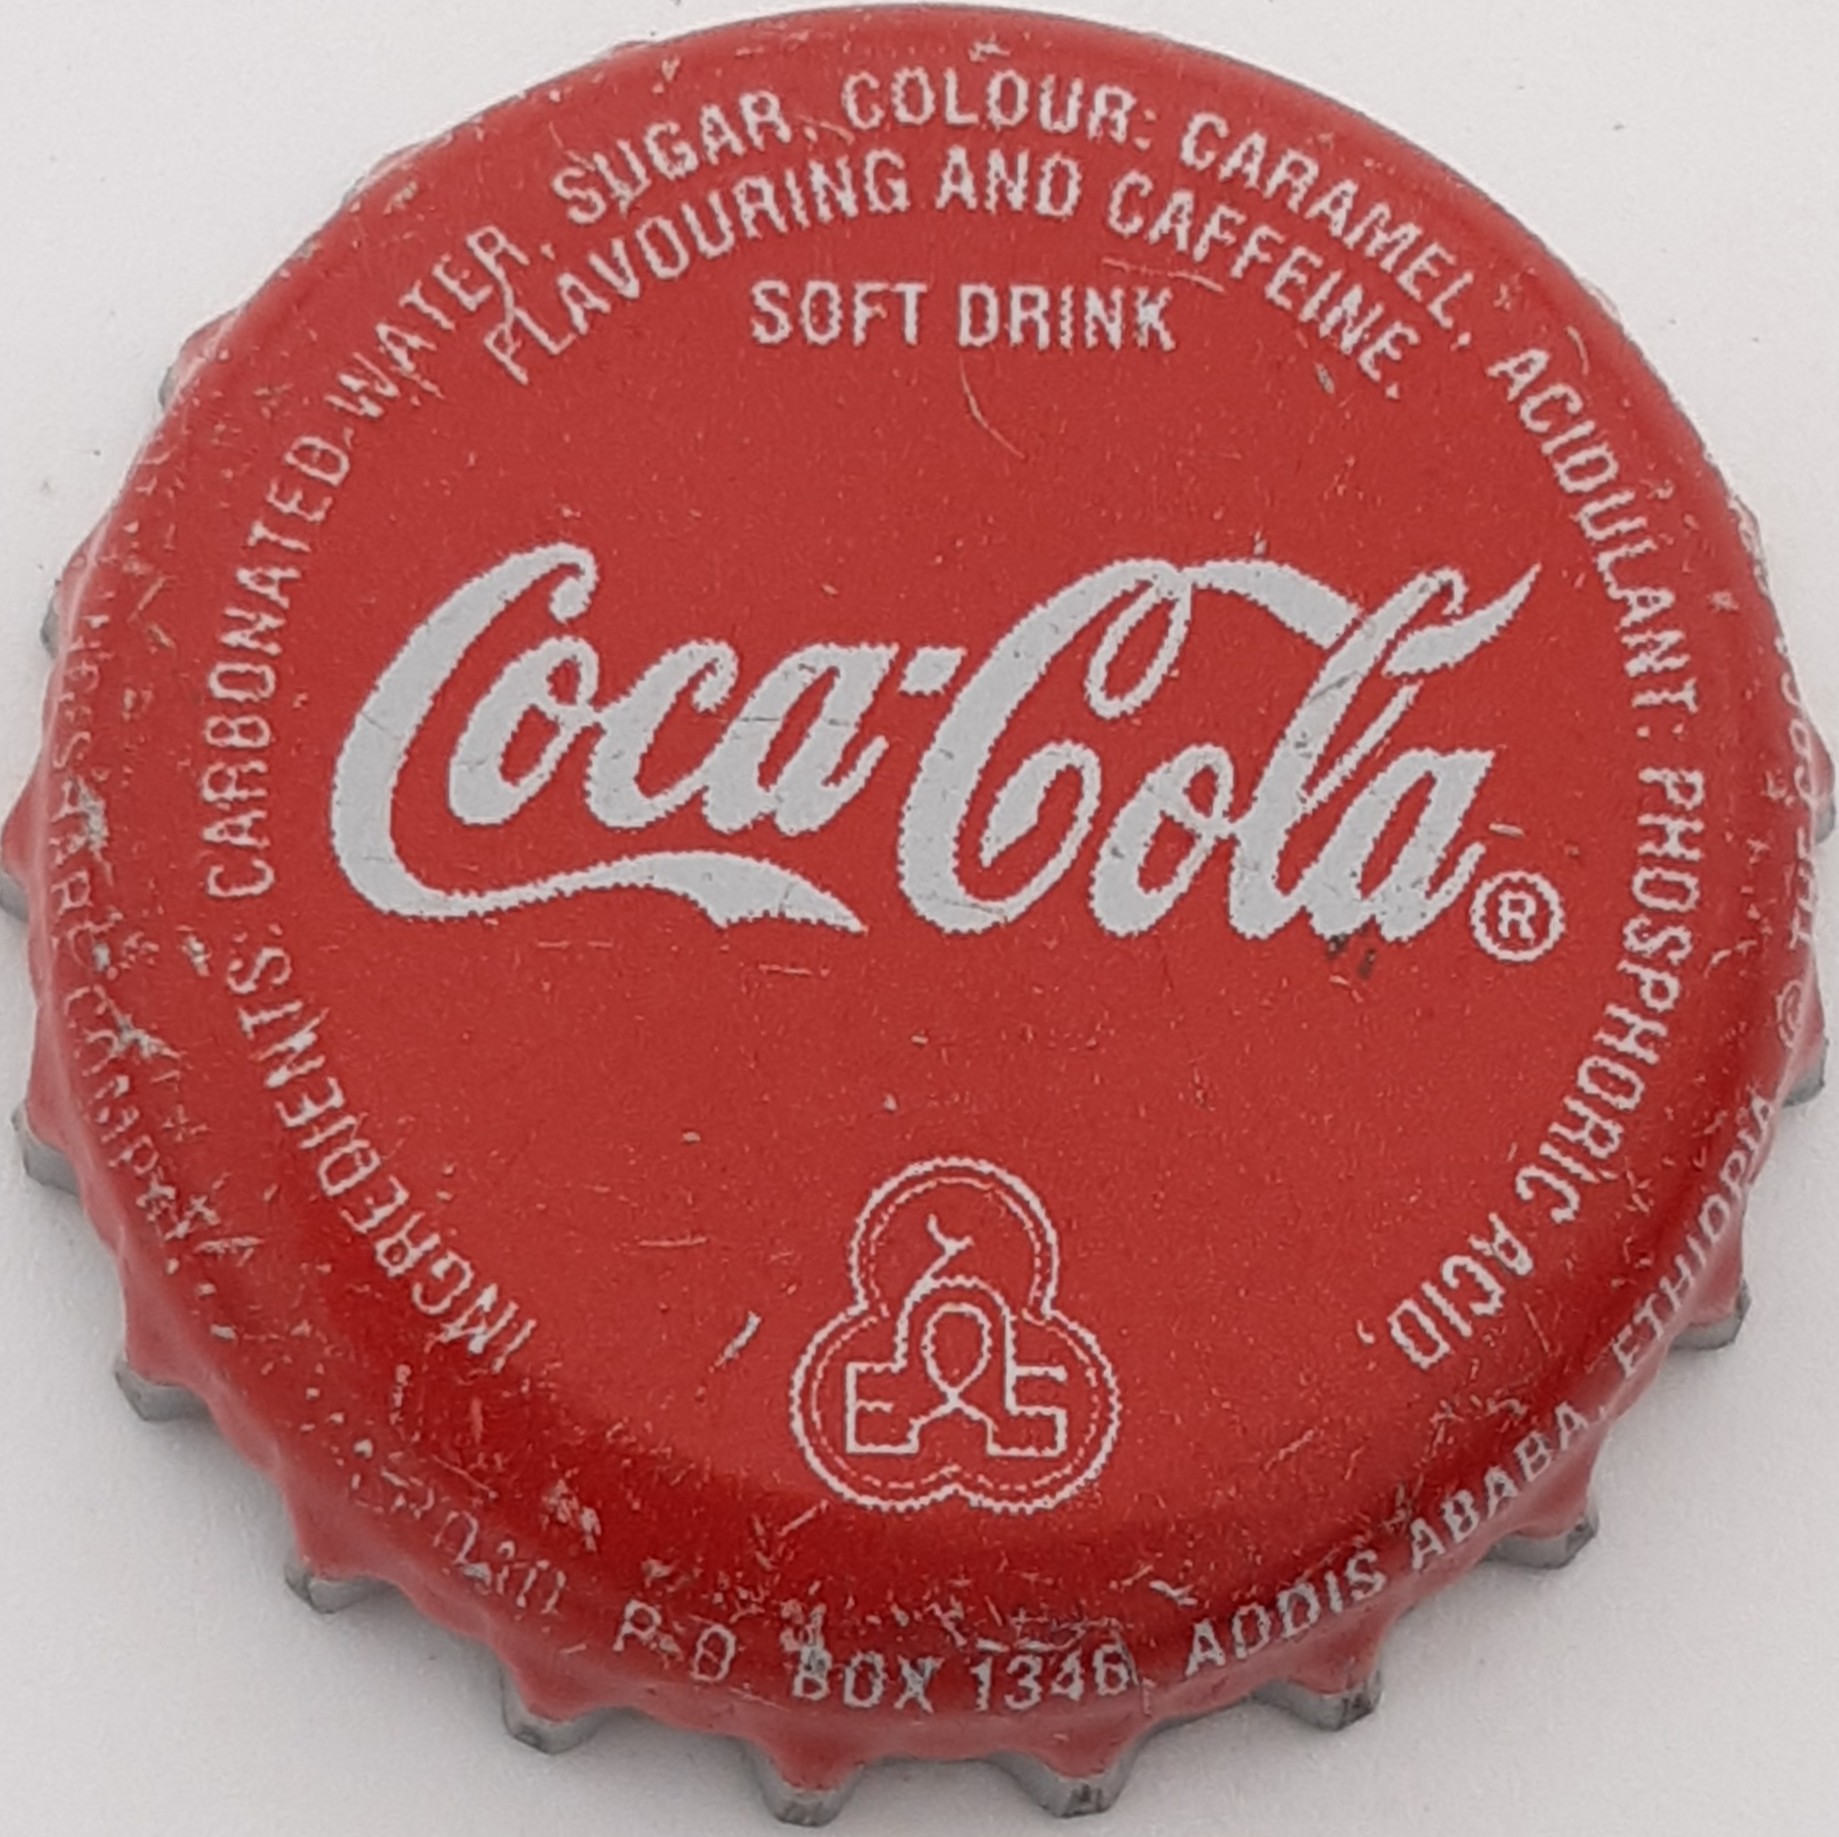 INGREDIENTS: CARBONATED WATER, SUGAR, COLOUR: CARAMEL, ACIDULANT: PHOSPHORIC ACID,
FLAVOURING AND CAFFEINE.
SOFT DRINK
Coca-Cola®
P.O BOX 1346, ADDIS ABABA, ETHIOPIA